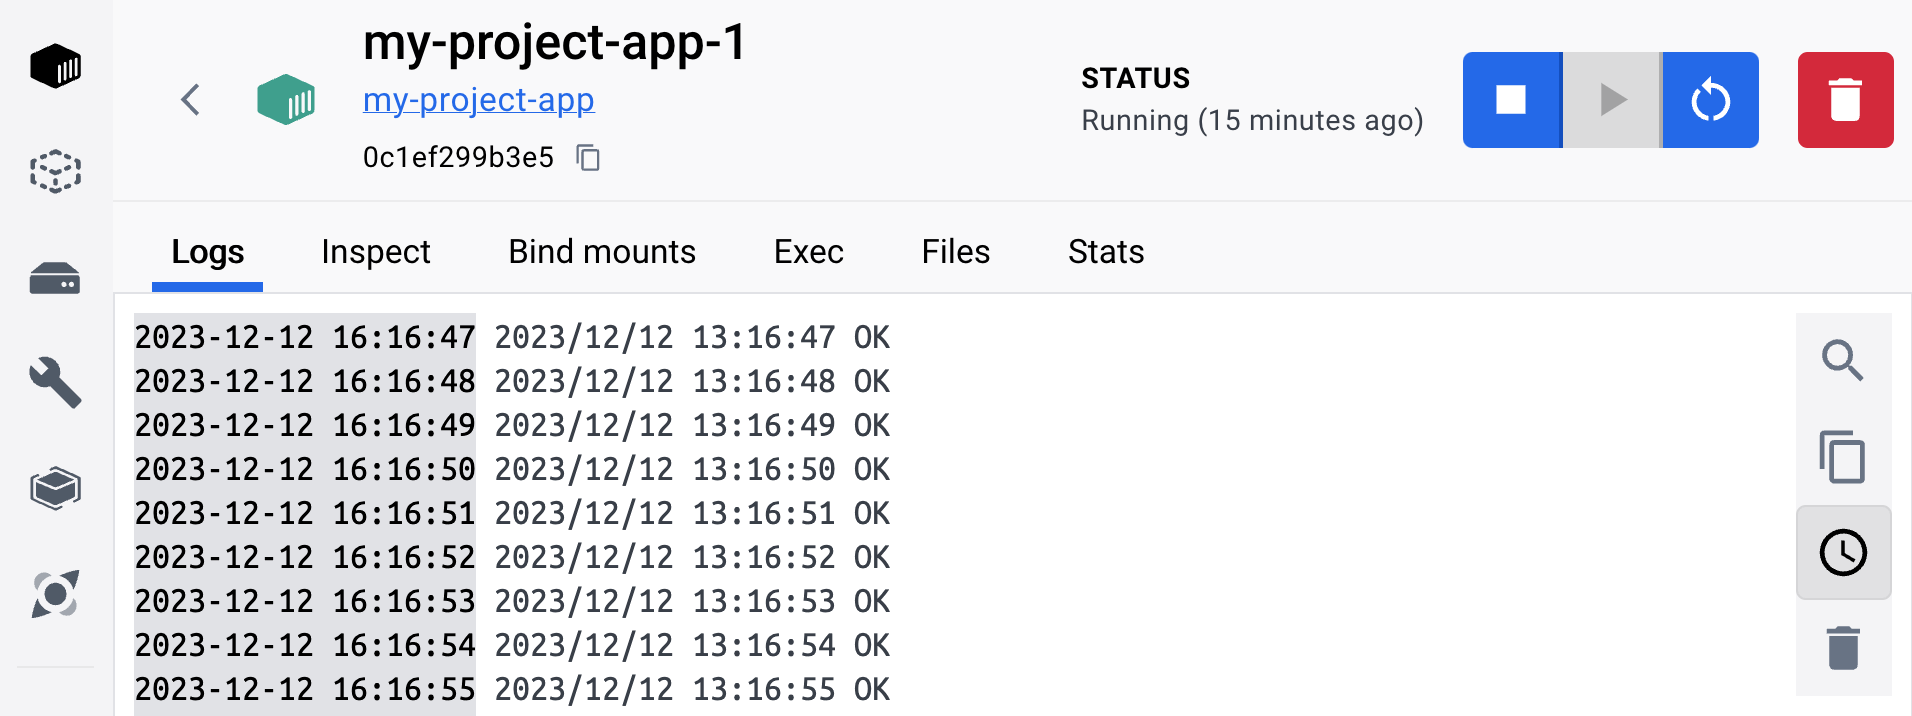 my-project-app-1
my-project-app
0c1ef299b3e5
STATUS
Running (15 minutes ago)
Logs Inspect Bind mounts Exec Files Stats
2023-12-12 16:16:47 2023/12/12 13:16:47 OK
2023-12-12 16:16:48 2023/12/12 13:16:48 OK
2023-12-12 16:16:49 2023/12/12 13:16:49 OK
2023-12-12 16:16:50 2023/12/12 13:16:50 OK
2023-12-12 16:16:51 2023/12/12 13:16:51 OK
2023-12-12 16:16:52 2023/12/12 13:16:52 OK
2023-12-12 16:16:53 2023/12/12 13:16:53 OK
2023-12-12 16:16:54 2023/12/12 13:16:54 OK
2023-12-12 16:16:55 2023/12/12 13:16:55 OK